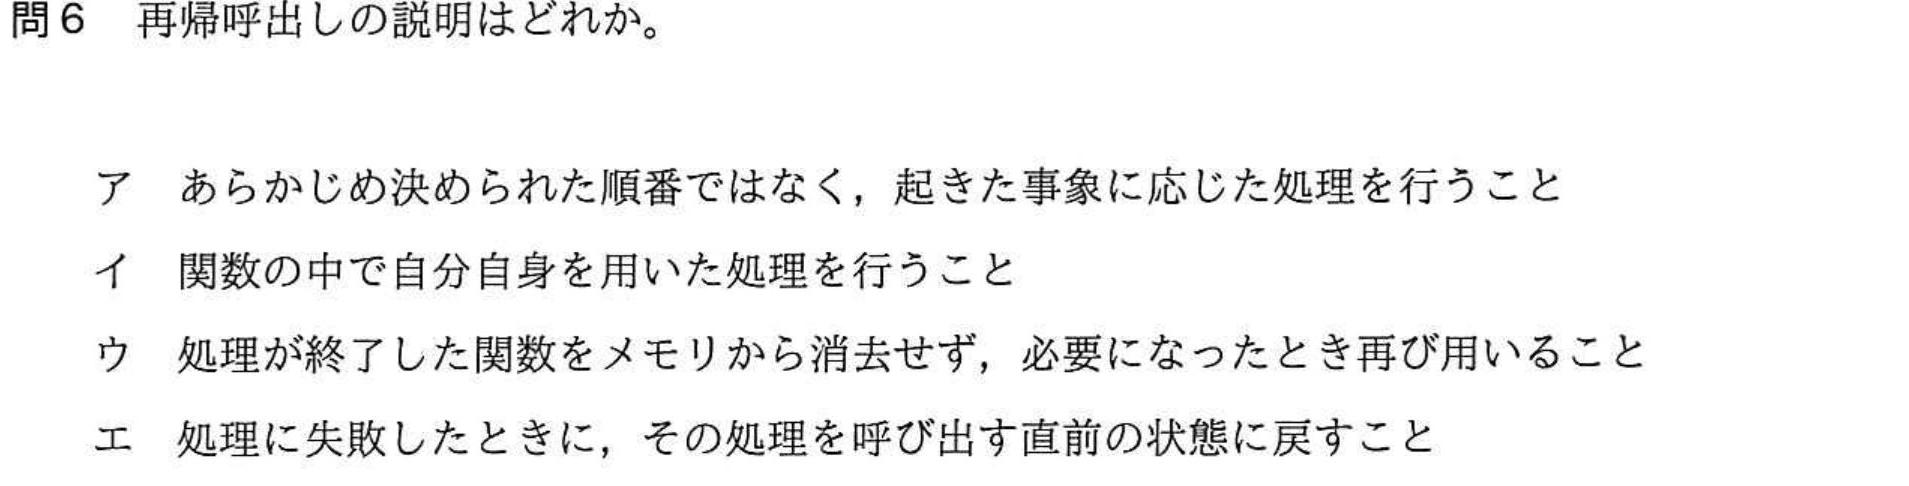 問6 再帰呼出しの説明はどれか。
ア あらかじめ決められた順番ではなく，起きた事象に応じた処理を行うこと
イ 関数の中で自分自身を用いた処理を行うこと
ウ 処理が終了した関数をメモリから消去せず，必要になったとき再び用いること
エ 処理に失敗したときに，その処理を呼び出す直前の状態に戻すこと